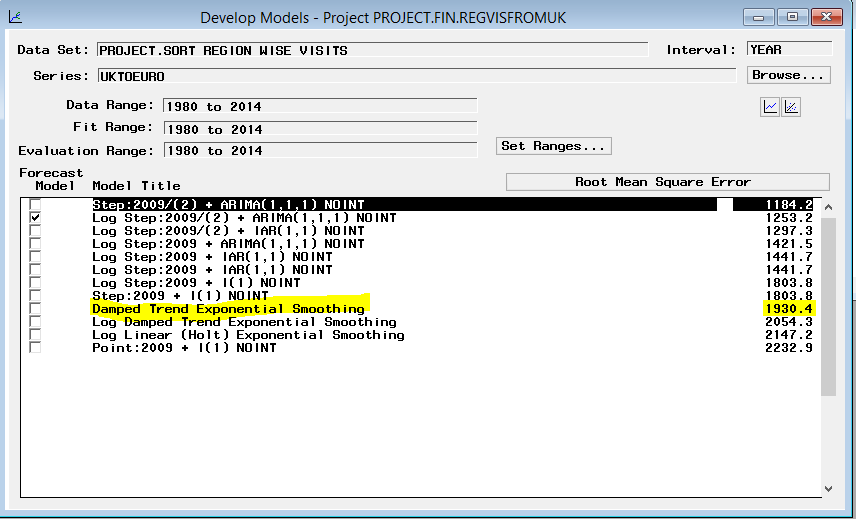 Develop Models - Project PROJECT.FIN.REGVISFROMUK
Data Set: PROJECT.SORT REGION WISE VISITS Interval: YEAR
Series: UKTOEURO Browse...
Data Range: 1980 to 2014
Fit Range: 1980 to 2014
Evaluation Range: 1980 to 2014 Set Ranges...
Forecast
Model Model Title Root Mean Square Error
Step:2009/(2) + ARIMA(1,1,1) NOINT 1184.2
Log Step:2009/(2) + ARIMA(1,1,1) NOINT 1253.2
Log Step:2009/(2) + IAR(1,1) NOINT 1297.3
Log Step:2009 + ARIMA(1,1,1) NOINT 1421.5
Log Step:2009 + IAR(1,1) NOINT 1441.7
Log Step:2009 + IAR(1,1) NOINT 1441.7
Log Step:2009 + I(1) NOINT 1803.8
Step:2009 + I(1) NOINT 1803.8
Damped Trend Exponential Smoothing 1930.4
Log Damped Trend Exponential Smoothing 2054.3
Log Linear (Holt) Exponential Smoothing 2147.2
Point:2009 + I(1) NOINT 2232.9